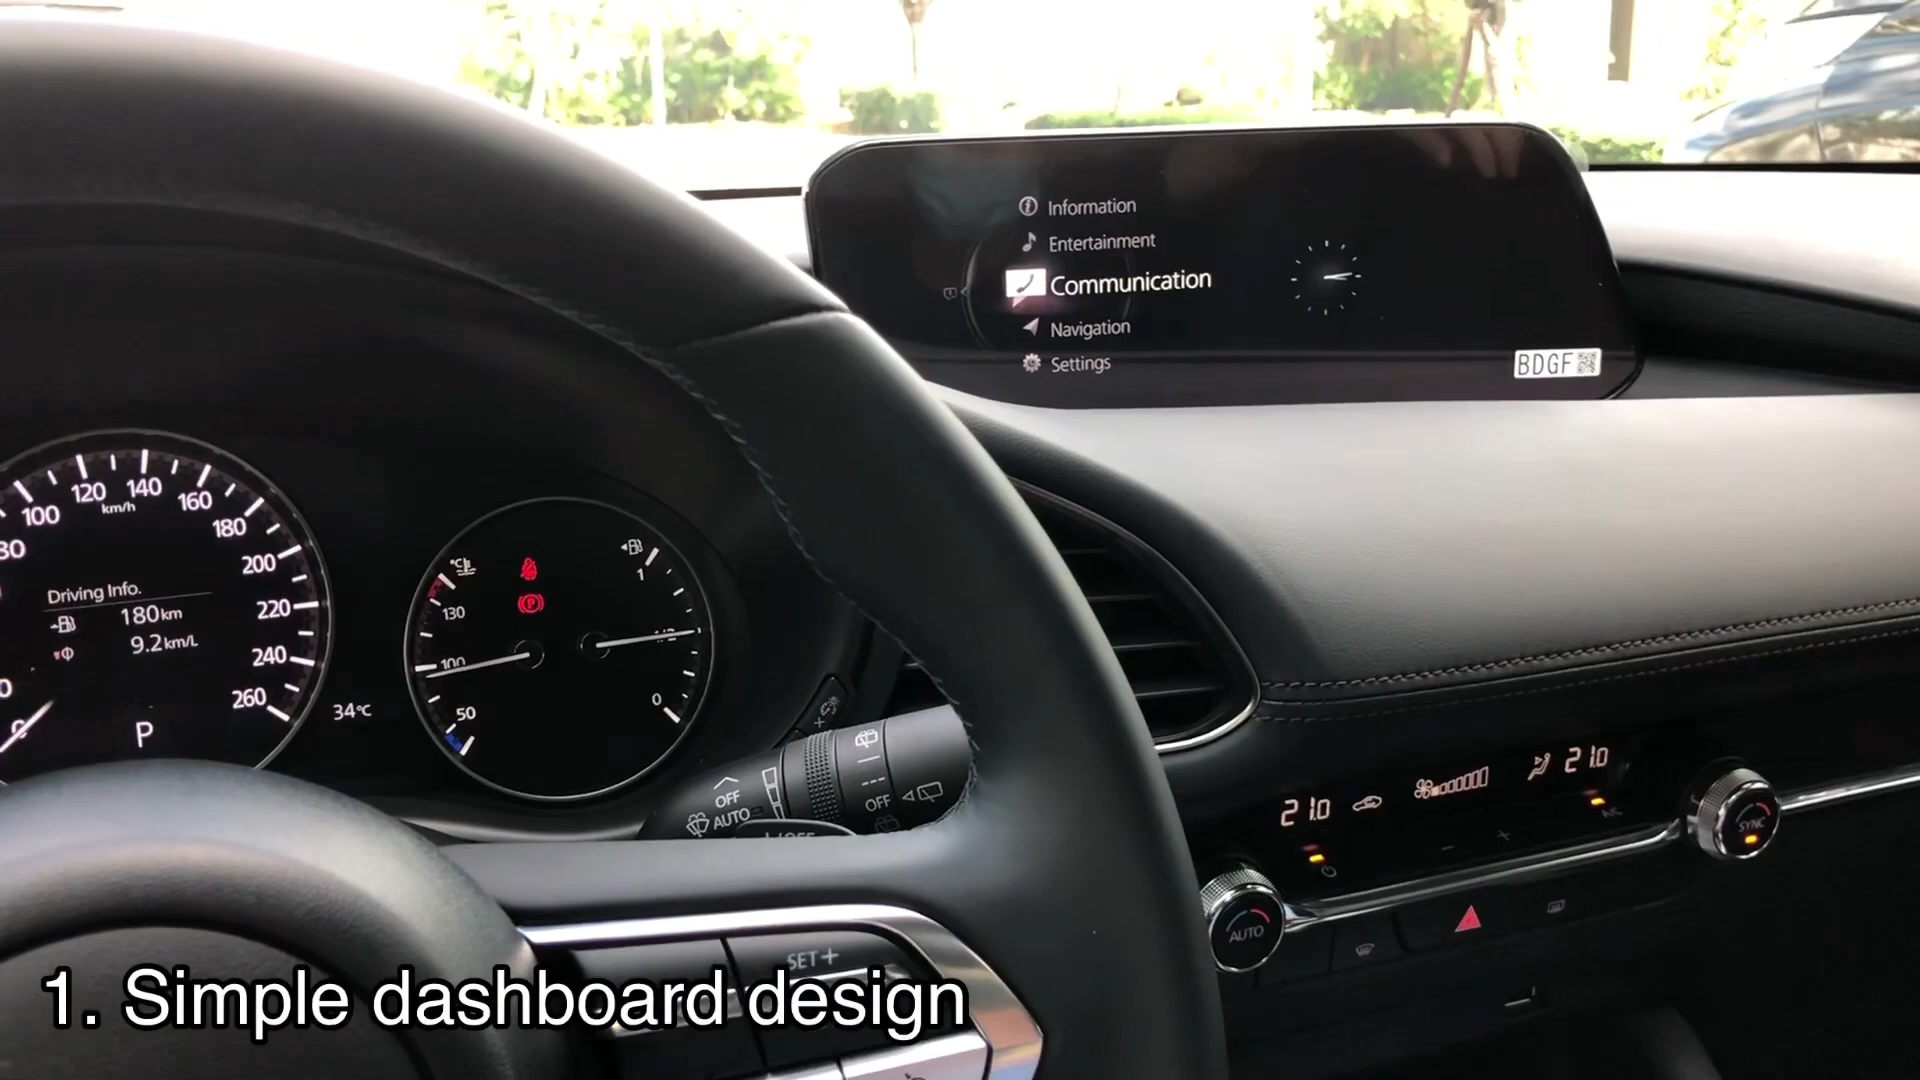 Information
Entertainment
Communication
Navigation
Settings
BDGF
120 140
100 km/h 160
180
200
220
240
260
Driving Info.
180km
9.2km/L
P
34℃
℃
130
100
50
1
1/2
0
OFF
AUTO
OFF
21.0
21.0
A/C
AUTO
SYNC
SET+
1. Simple dashboard design